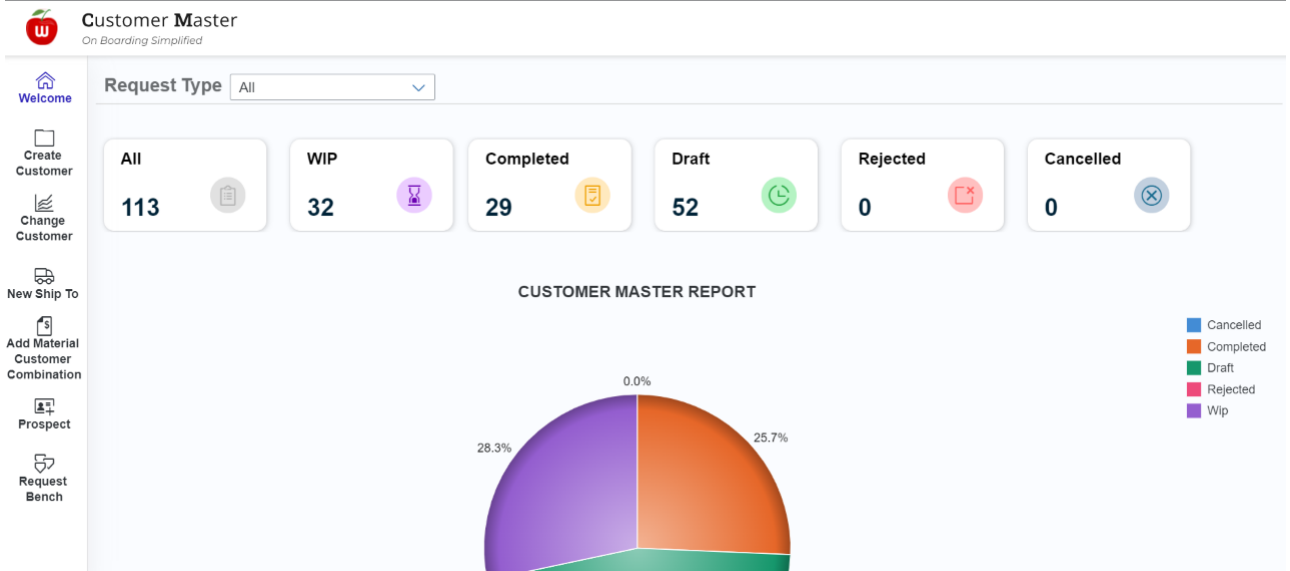 w
Customer Master
On Boarding Simplified
Welcome
Create
Customer
Change
Customer
New Ship To
Add Material
Customer
Combination
Prospect
Request
Bench
Request Type All
All
113
WIP
32
Completed
29
Draft
52
Rejected
0
Cancelled
0
CUSTOMER MASTER REPORT
Cancelled
Completed
Draft
Rejected
Wip
0.0%
28.3%
25.7%